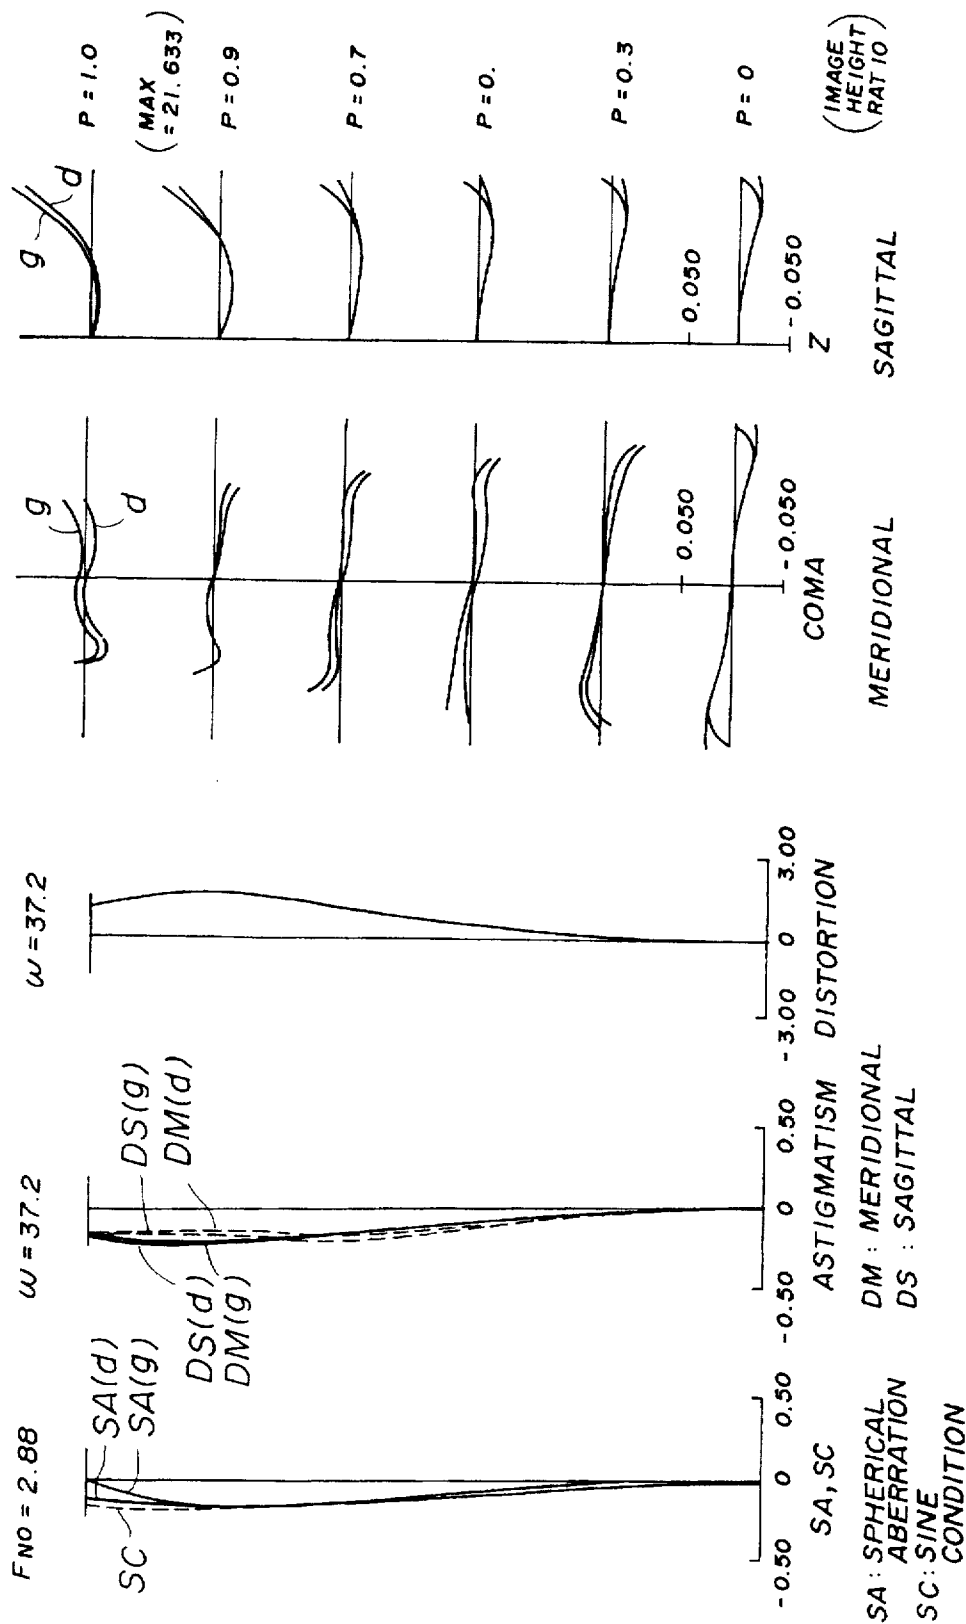 FNO = 2.88
SA(d)
SA(g)
SC
-0.50 0 0.50
SA, SC
SA : SPHERICAL
ABERRATION
SC : SINE
CONDITION
ω = 37.2
DS(g)
DM(d)
DS(d)
DM(g)
-0.50 0 0.50
ASTIGMATISM
DM : MERIDIONAL
DS : SAGITTAL
ω = 37.2
-3.00 0 3.00
DISTORTION
g
d
0.050
-0.050
COMA
MERIDIONAL
g
d
0.050
-0.050
Z
SAGITTAL
P = 1.0
(MAX
= 21.633)
P = 0.9
P = 0.7
P = 0.
P = 0.3
P = 0
(IMAGE
HEIGHT
RATIO)